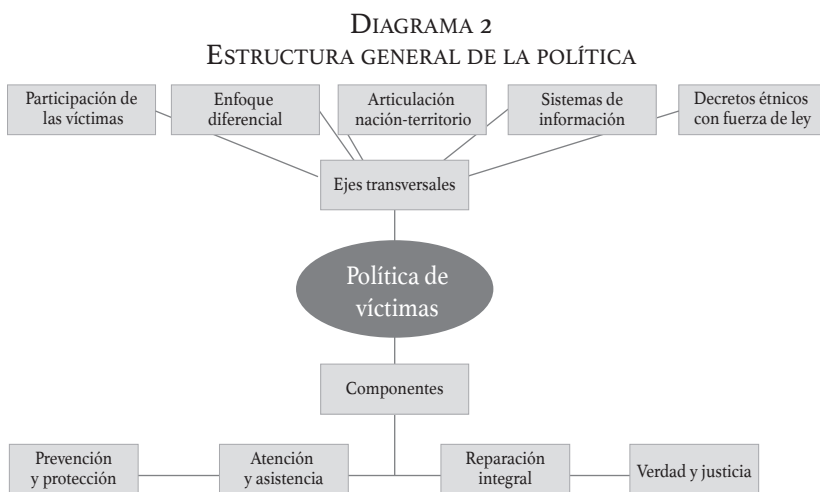 DIAGRAMA 2
ESTRUCTURA GENERAL DE LA POLÍTICA
Participación de
las víctimas
Enfoque
diferencial
Articulación
nación-territorio
Sistemas de
información
Decretos étnicos
con fuerza de ley
Ejes transversales
Política de
víctimas
Componentes
Prevención
y protección
Atención
y asistencia
Reparación
integral
Verdad y justicia